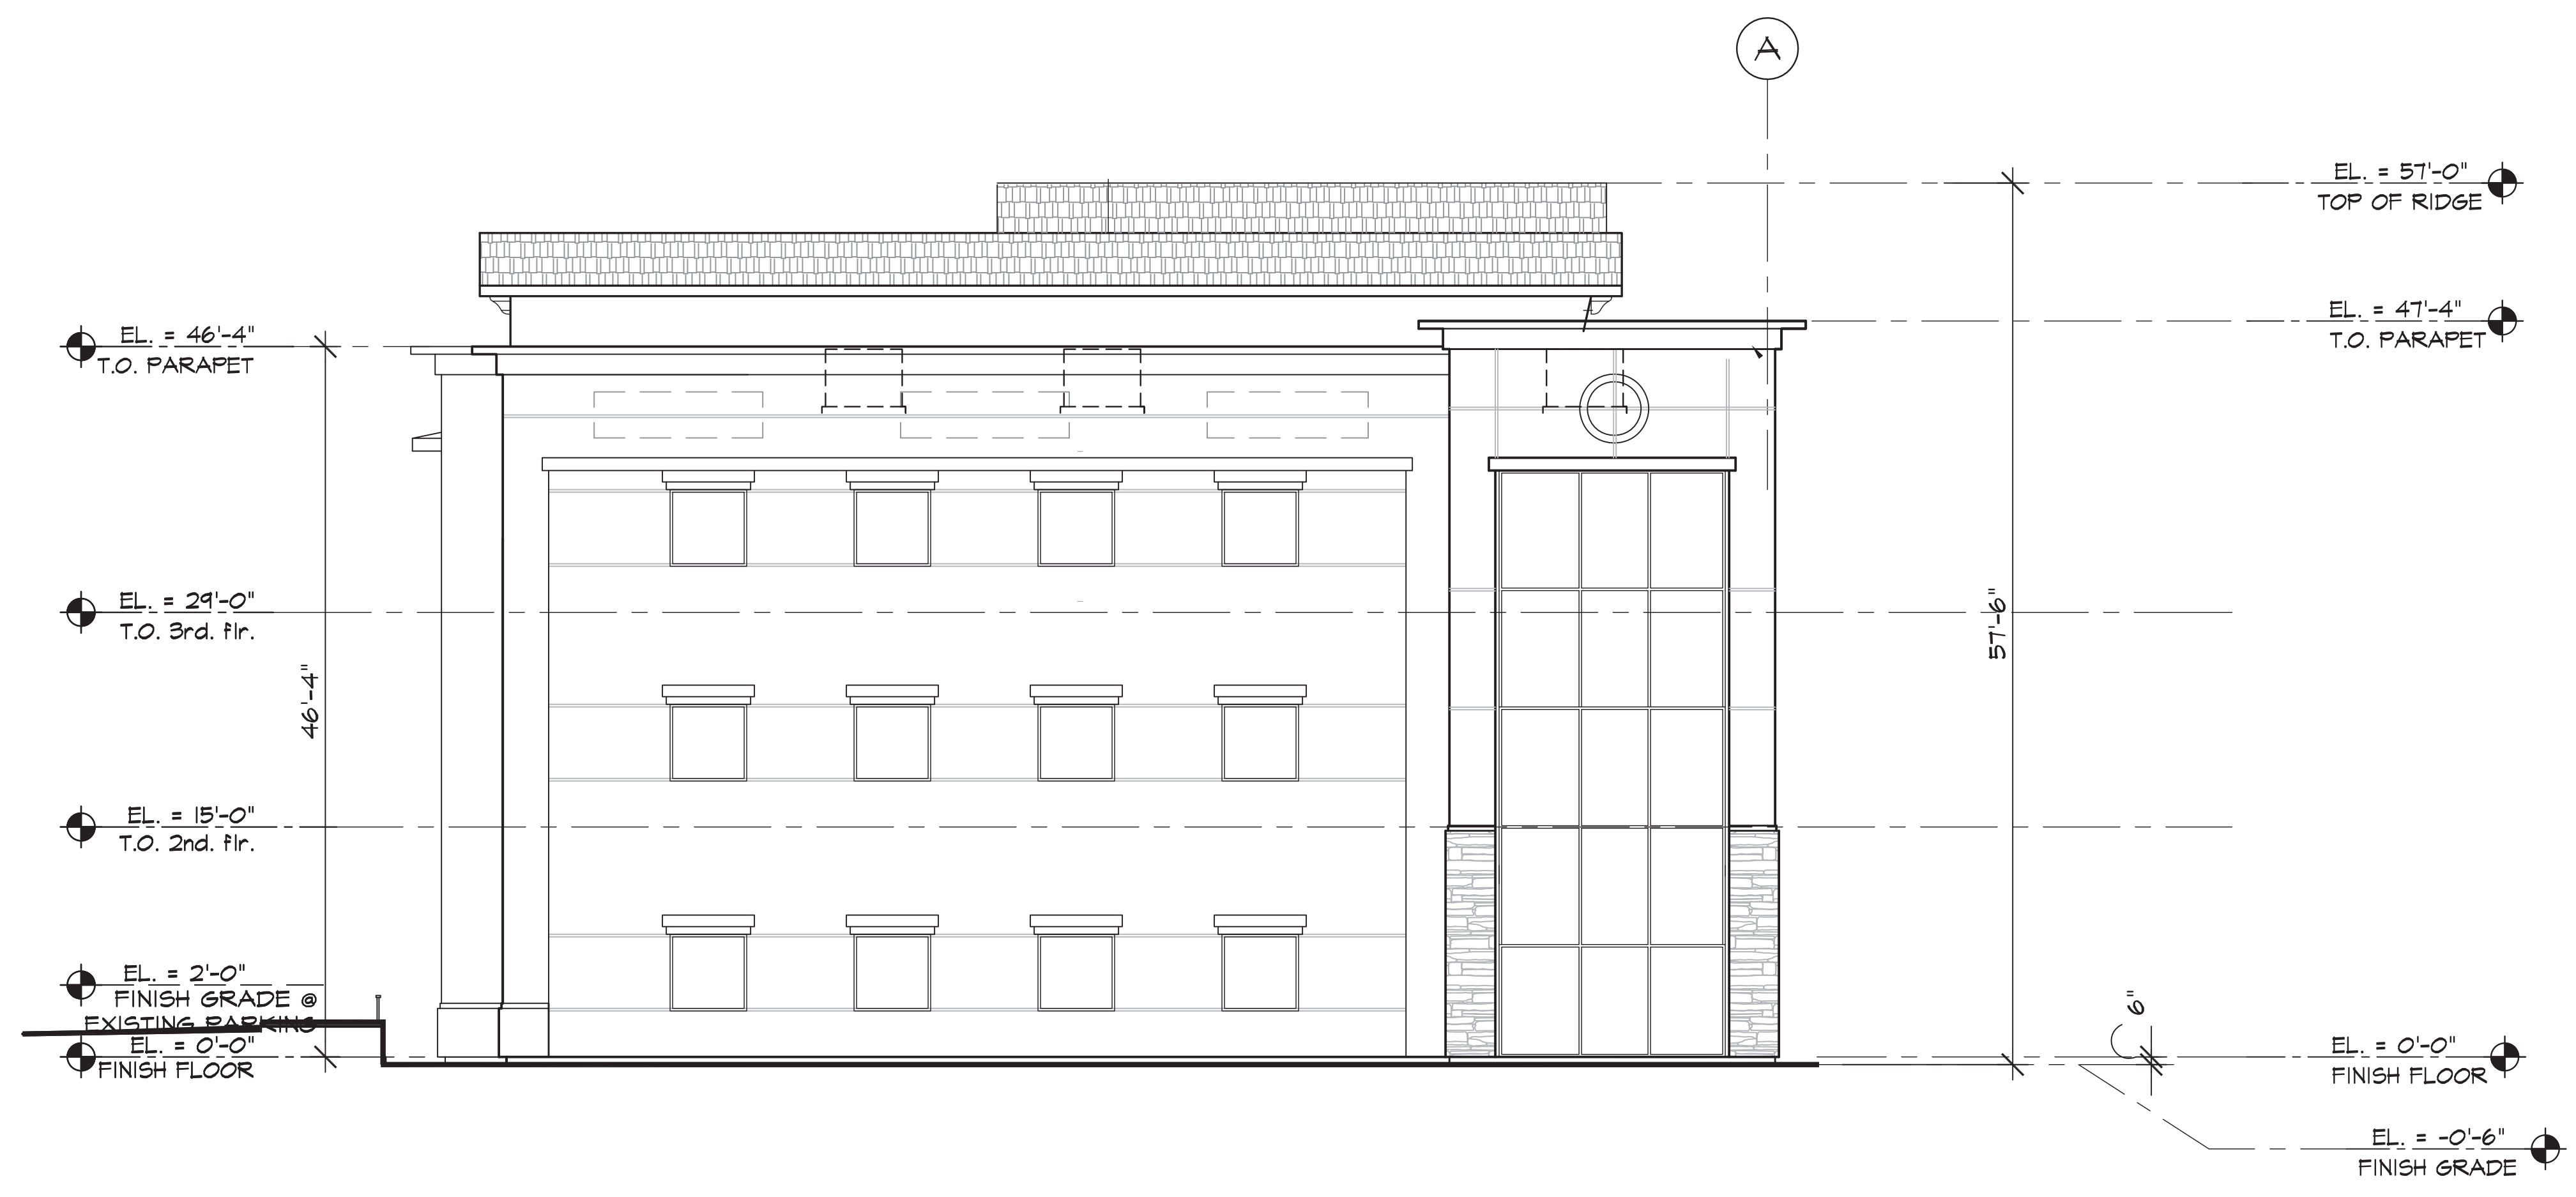 A
EL. = 57'-0"
TOP OF RIDGE
EL. = 46'-4"
T.O. PARAPET
EL. = 47'-4"
T.O. PARAPET
EL. = 29'-0"
T.O. 3rd. flr.
57'-6"
46'-4"
EL. = 15'-0"
T.O. 2nd. flr.
EL. = 2'-0"
FINISH GRADE @
EXISTING PARKING
6"
EL. = 0'-0"
FINISH FLOOR
EL. = 0'-0"
FINISH FLOOR
EL. = -0'-6"
FINISH GRADE